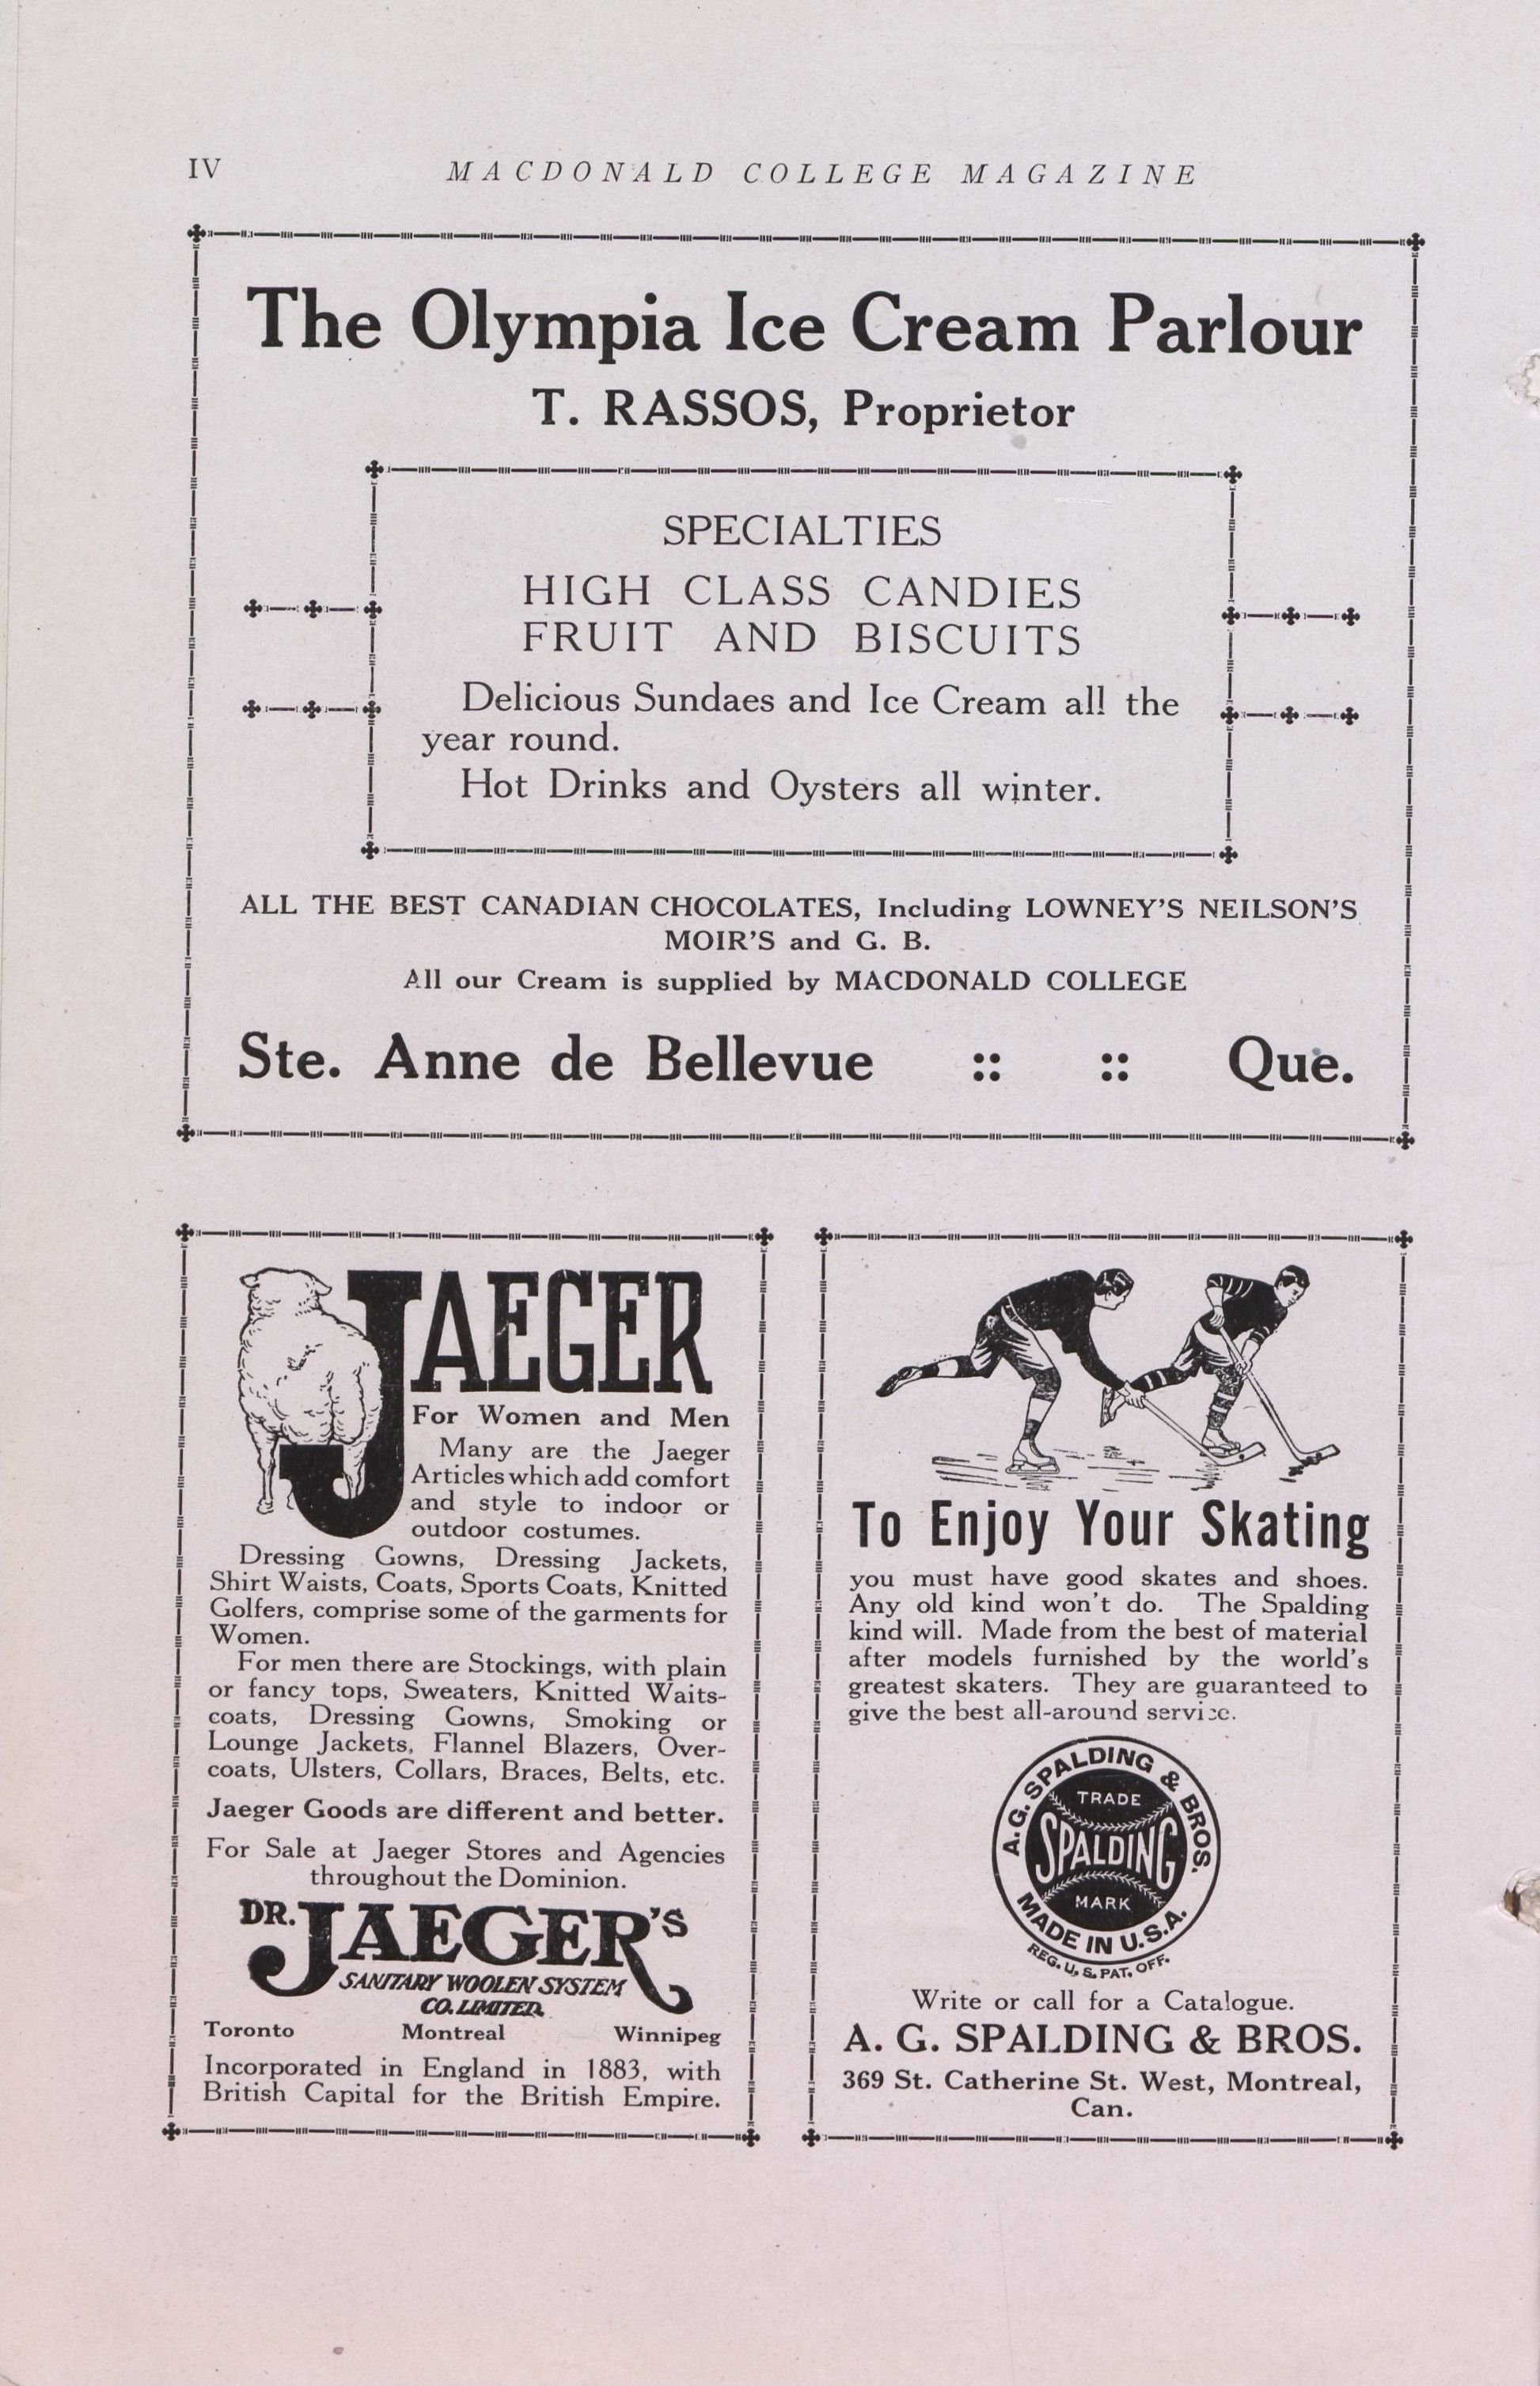 IV
MACDONALD COLLEGE MAGAZINE
The Olympia Ice Cream Parlour
T. RASSOS, Proprietor
SPECIALTIES
HIGH CLASS CANDIES
FRUIT AND BISCUITS
Delicious Sundaes and Ice Cream all the
year round.
Hot Drinks and Oysters all winter.
ALL THE BEST CANADIAN CHOCOLATES, Including LOWNEY'S NEILSON'S
MOIR'S and G. B.
All our Cream is supplied by MACDONALD COLLEGE
Ste. Anne de Bellevue :: :: Que.
JAEGER
For Women and Men
Many are the Jaeger
Articles which add comfort
and style to indoor or
outdoor costumes.
Dressing Gowns, Dressing Jackets,
Shirt Waists, Coats, Sports Coats, Knitted
Golfers, comprise some of the garments for
Women.
For men there are Stockings, with plain
or fancy tops, Sweaters, Knitted Waits-
coats, Dressing Gowns, Smoking or
Lounge Jackets, Flannel Blazers, Over-
coats, Ulsters, Collars, Braces, Belts, etc.
Jaeger Goods are different and better.
For Sale at Jaeger Stores and Agencies
throughout the Dominion.
DR. JAEGER'S
SANITARY WOOLEN SYSTEM
CO. LIMITED.
Toronto Montreal Winnipeg
Incorporated in England in 1883, with
British Capital for the British Empire.
To Enjoy Your Skating
you must have good skates and shoes.
Any old kind won't do. The Spalding
kind will. Made from the best of material
after models furnished by the world's
greatest skaters. They are guaranteed to
give the best all-around service.
A. G. SPALDING & BROS.
TRADE
SPALDING
MARK
MADE IN U.S.A.
REG. U. S. PAT. OFF.
Write or call for a Catalogue.
A. G. SPALDING & BROS.
369 St. Catherine St. West, Montreal,
Can.